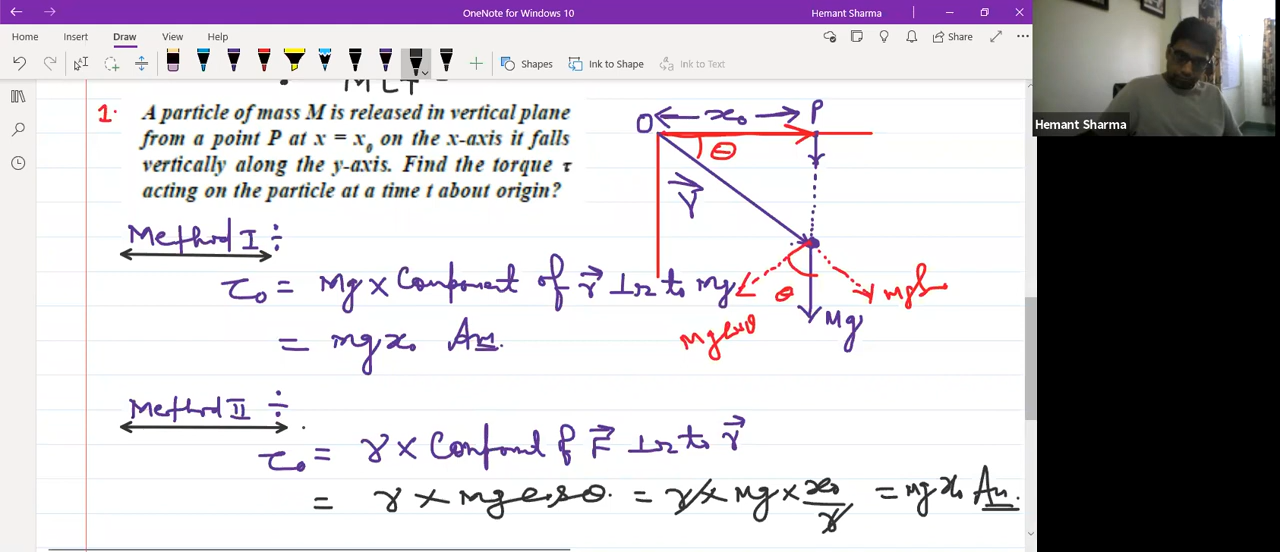 OneNote for Windows 10
Hemant Sharma
Home Insert Draw View Help
Shapes Ink to Shape Ink to Text Share
MLT
1. A particle of mass M is released in vertical plane
from a point P at x = x₀ on the x-axis it falls
vertically along the y-axis. Find the torque τ
acting on the particle at a time t about origin?
O x₀ P
θ
r
θ
Mg
Method I ÷
τ₀ = Mg × Component of r ⊥r to mg
= mg x₀ An.
Method II ÷
τ₀ = r × Component of F ⊥r to r
= r × mg cosθ. = r × mg × x₀/r = mg x₀ An.
Hemant Sharma